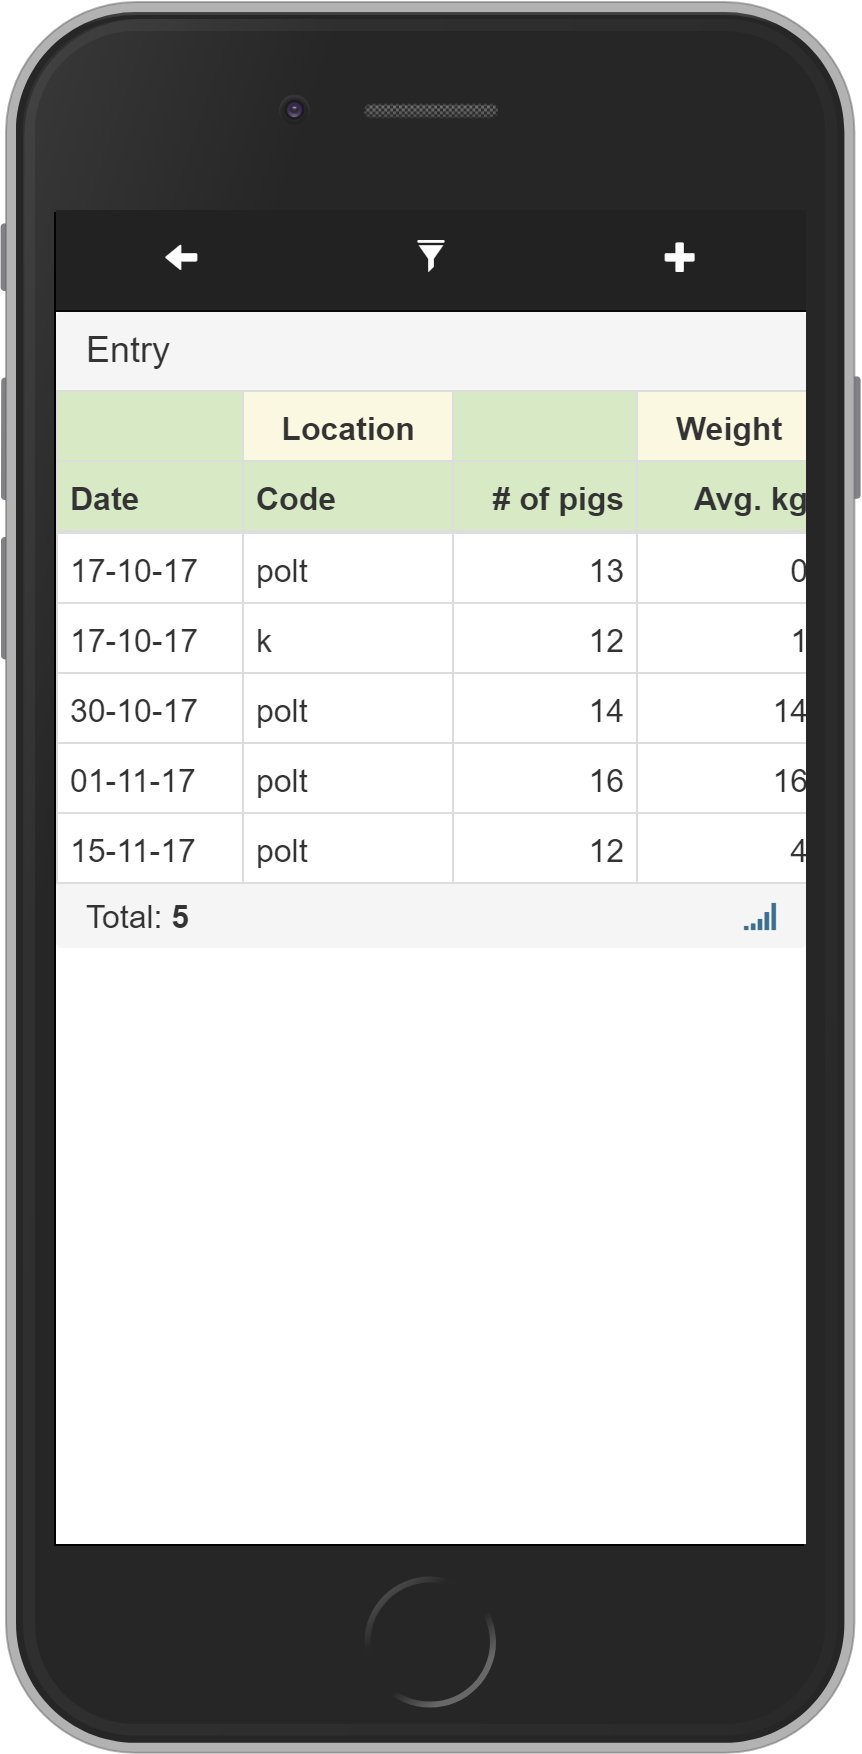 Entry
Location Weight
Date Code # of pigs Avg. kg
17-10-17 polt 13 0
17-10-17 k 12 1
30-10-17 polt 14 14
01-11-17 polt 16 16
15-11-17 polt 12 4
Total: 5